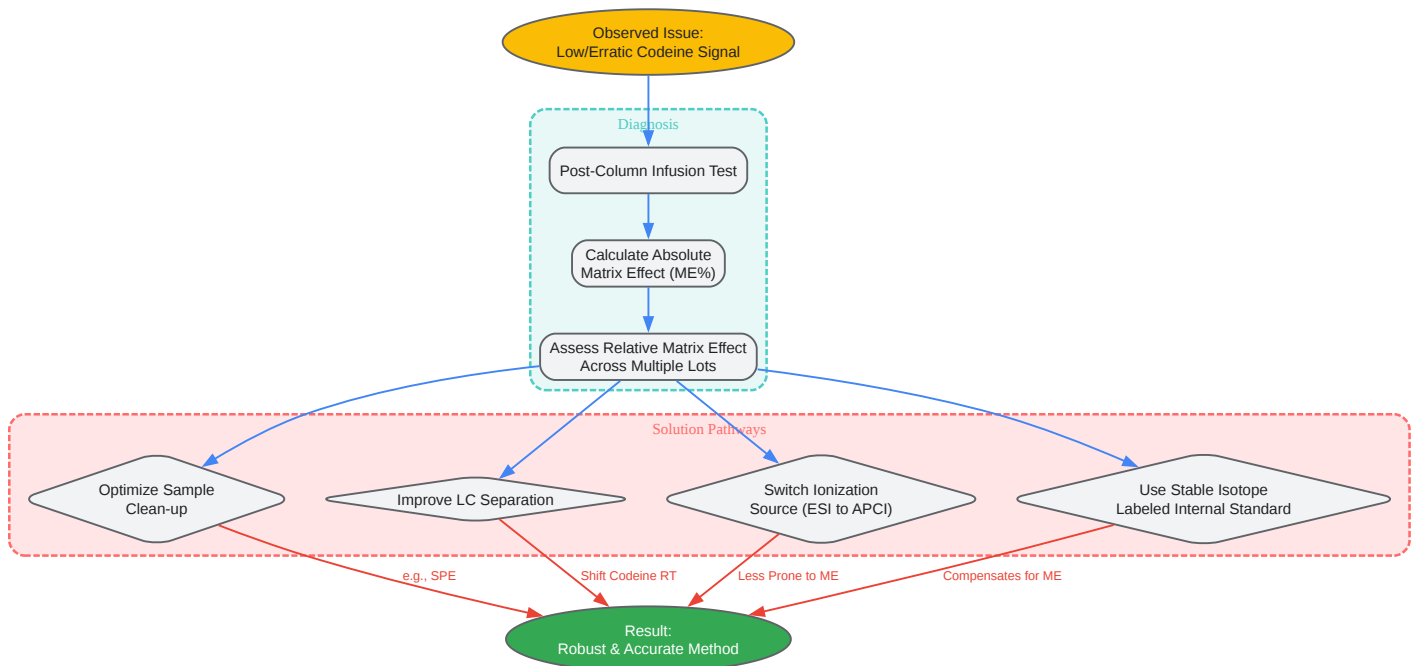 Observed Issue:
Low/Erratic Codeine Signal
Diagnosis
Post-Column Infusion Test
Calculate Absolute
Matrix Effect (ME%)
Assess Relative Matrix Effect
Across Multiple Lots
Solution Pathways
Optimize Sample
Clean-up
Improve LC Separation
Switch Ionization
Source (ESI to APCI)
Use Stable Isotope
Labeled Internal Standard
e.g., SPE
Shift Codeine RT
Less Prone to ME
Compensates for ME
Result:
Robust & Accurate Method